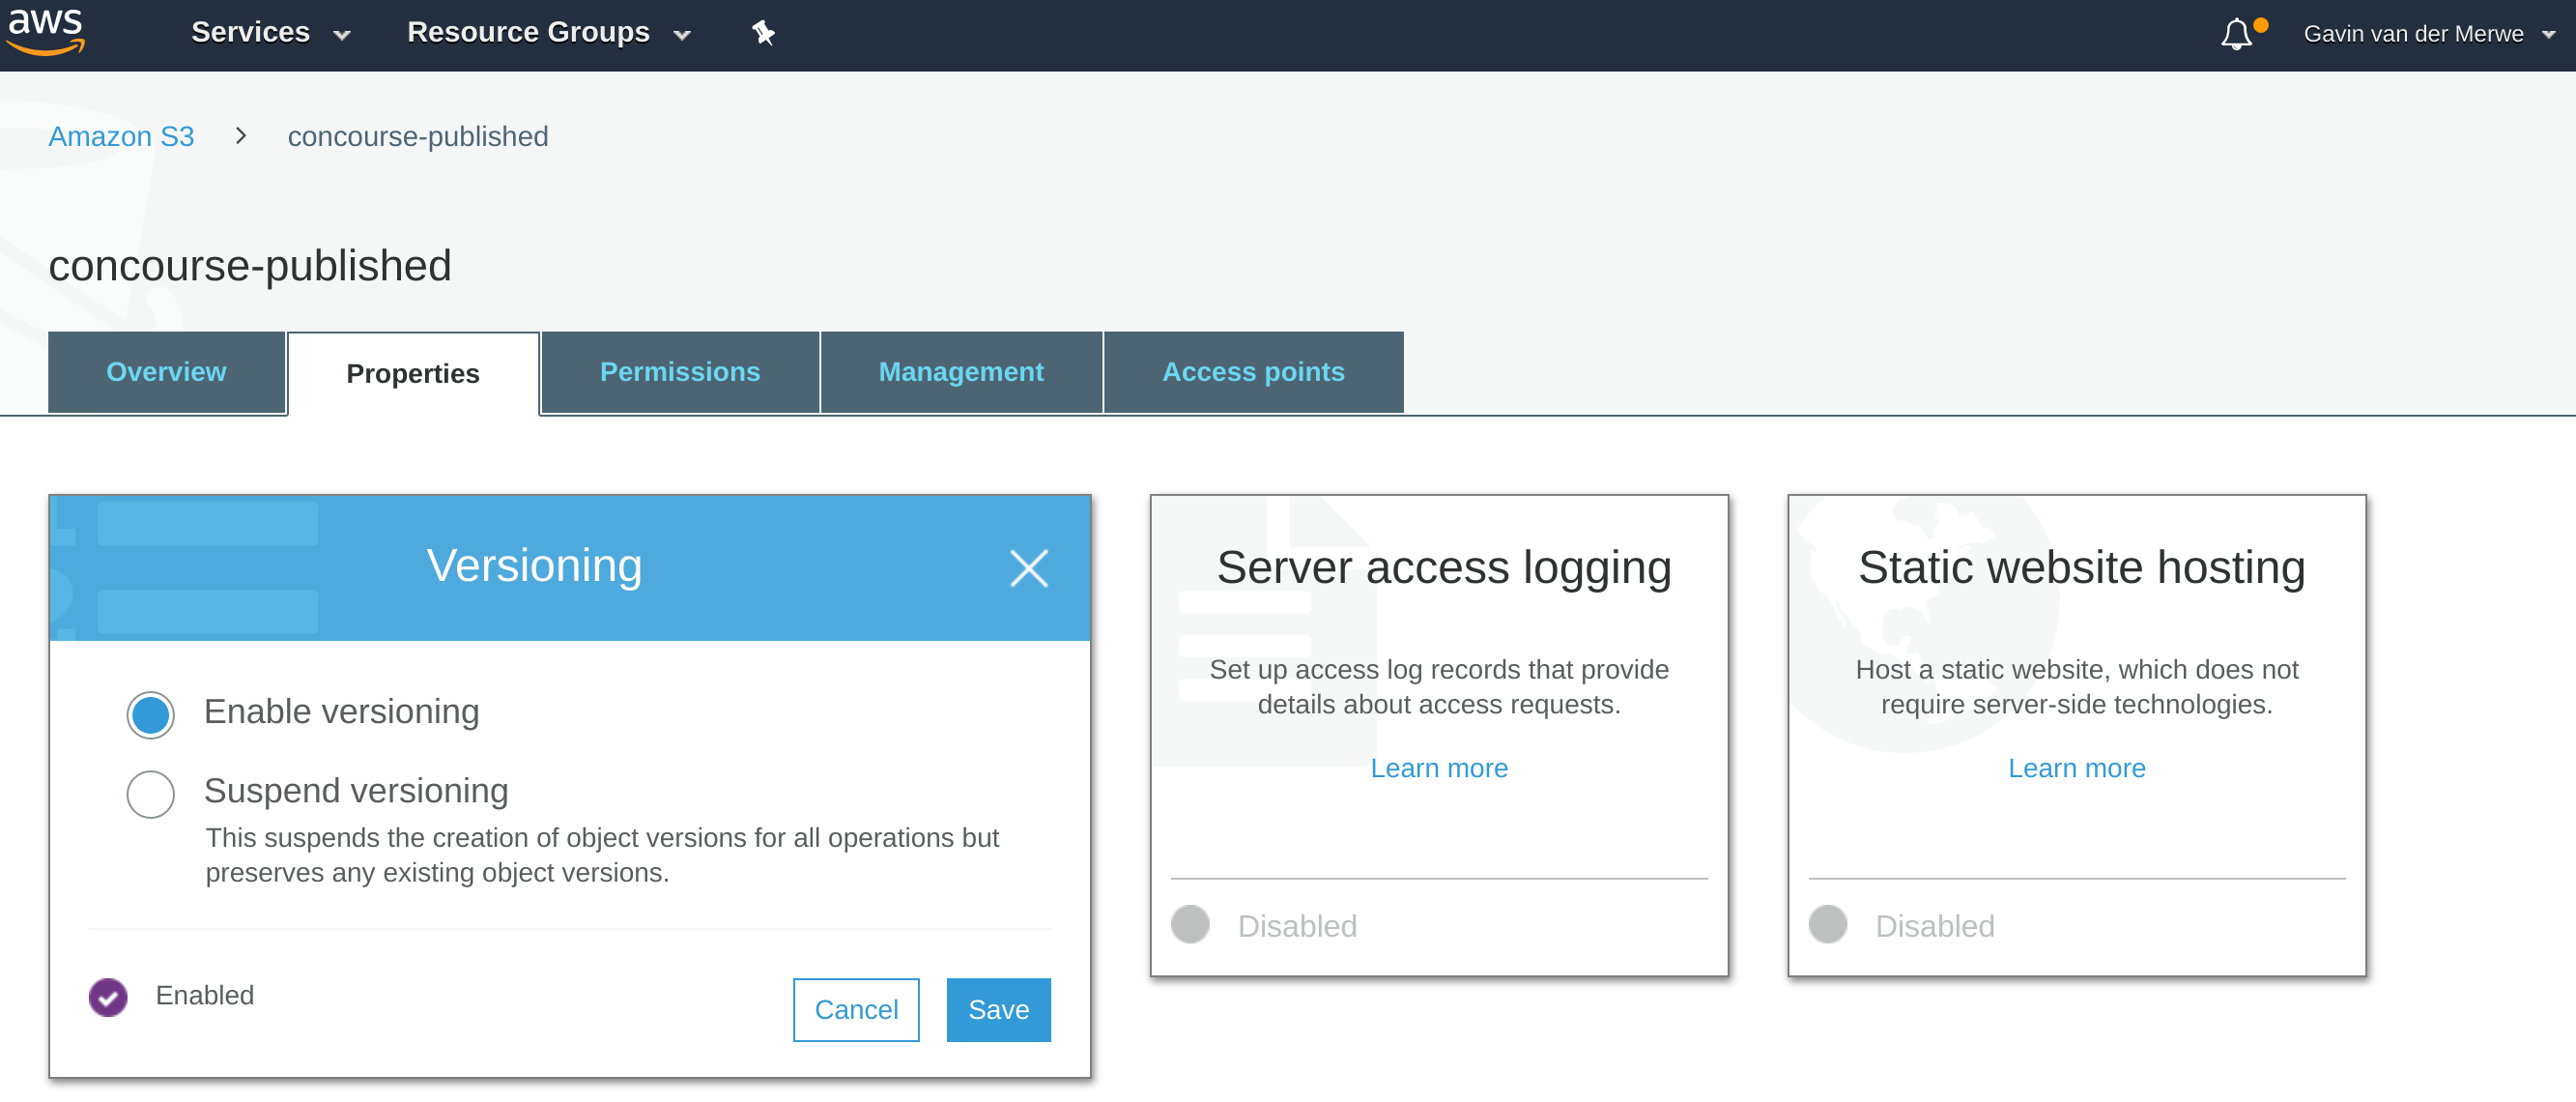 aws Services Resource Groups Gavin van der Merwe
Amazon S3 > concourse-published
concourse-published
Overview Properties Permissions Management Access points
Versioning
Enable versioning
Suspend versioning
This suspends the creation of object versions for all operations but
preserves any existing object versions.
Enabled
Cancel Save
Server access logging
Set up access log records that provide
details about access requests.
Learn more
Disabled
Static website hosting
Host a static website, which does not
require server-side technologies.
Learn more
Disabled